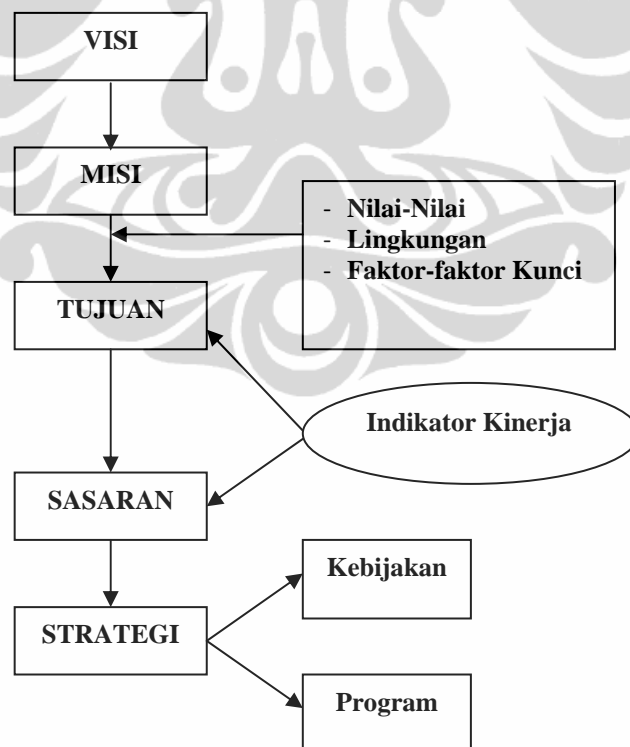 VISI
MISI
- Nilai-Nilai
- Lingkungan
- Faktor-faktor Kunci
TUJUAN
Indikator Kinerja
SASARAN
Kebijakan
STRATEGI
Program